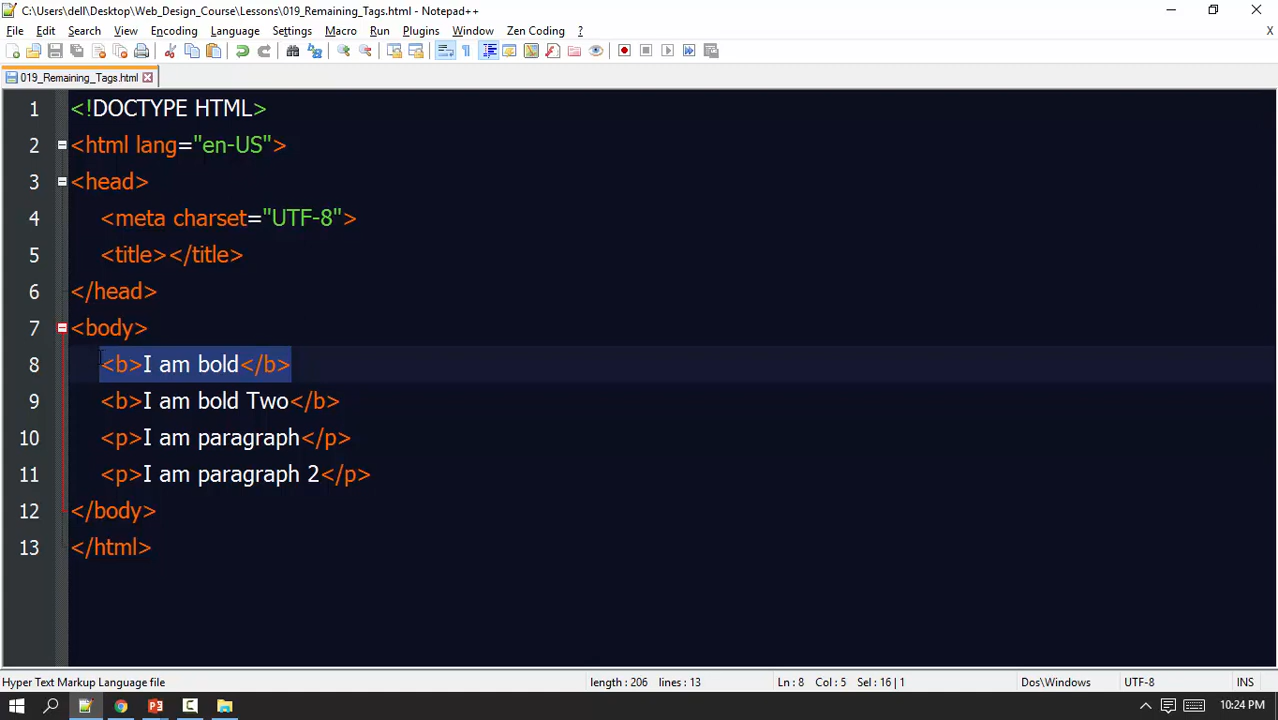 C:\Users\dell\Desktop\Web_Design_Course\Lessons\019_Remaining_Tags.html - Notepad++
File Edit Search View Encoding Language Settings Macro Run Plugins Window Zen Coding ? X
019_Remaining_Tags.html
1 <!DOCTYPE HTML>
2 <html lang="en-US">
3 <head>
4 <meta charset="UTF-8">
5 <title></title>
6 </head>
7 <body>
8 <b>I am bold</b>
9 <b>I am bold Two</b>
10 <p>I am paragraph</p>
11 <p>I am paragraph 2</p>
12 </body>
13 </html>
Hyper Text Markup Language file length : 206 lines : 13 Ln : 8 Col : 5 Sel : 16 | 1 Dos\Windows UTF-8 INS
10:24 PM